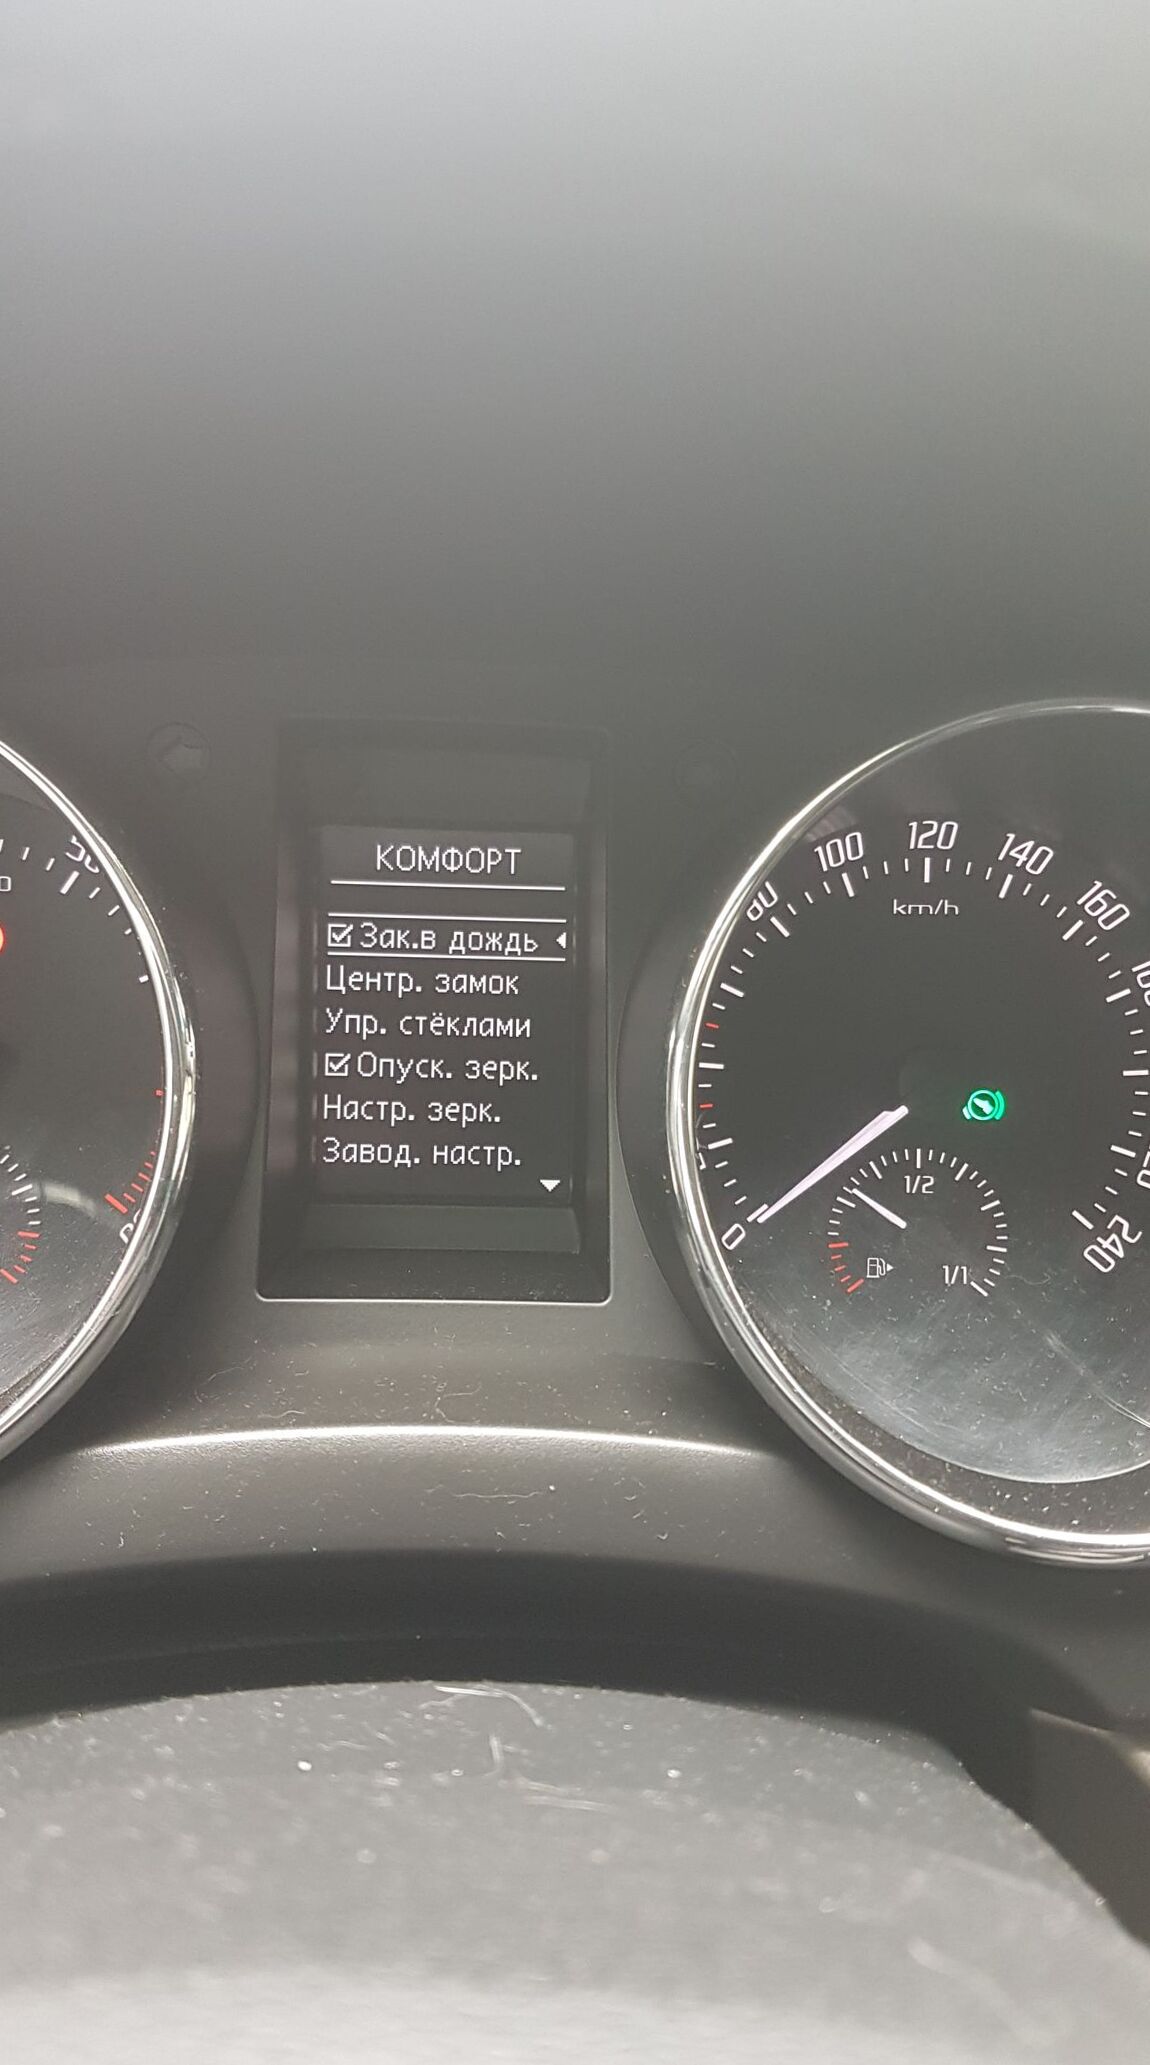 КОМФОРТ
Зак.в дождь
Центр. замок
Упр. стёклами
Опуск. зерк.
Настр. зерк.
Завод. настр.
50
0
80
100
120
140
160
240
km/h
1/2
1/1